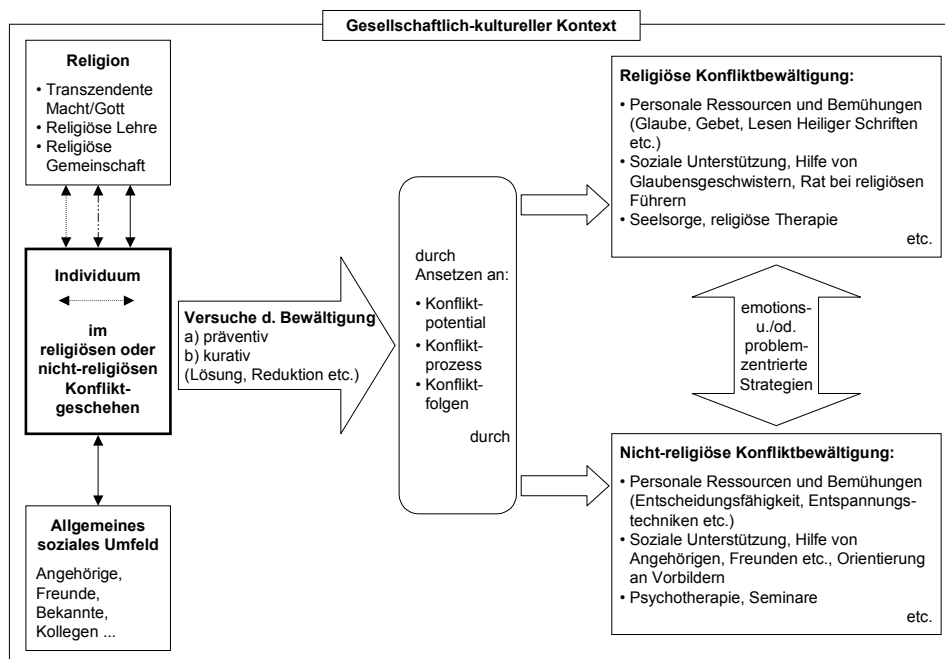 Gesellschaftlich-kultureller Kontext
Religion
• Transzendente
Macht/Gott
• Religiöse Lehre
• Religiöse
Gemeinschaft
Individuum
im
religiösen oder
nicht-religiösen
Konflikt-
geschehen
Allgemeines
soziales Umfeld
Angehörige,
Freunde,
Bekannte,
Kollegen ...
Versuche d. Bewältigung
a) präventiv
b) kurativ
(Lösung, Reduktion etc.)
durch
Ansetzen an:
• Konflikt-
potential
• Konflikt-
prozess
• Konflikt-
folgen
durch
Religiöse Konfliktbewältigung:
• Personale Ressourcen und Bemühungen
(Glaube, Gebet, Lesen Heiliger Schriften
etc.)
• Soziale Unterstützung, Hilfe von
Glaubensgeschwistern, Rat bei religiösen
Führern
• Seelsorge, religiöse Therapie
etc.
emotions-
u./od.
problem-
zentrierte
Strategien
Nicht-religiöse Konfliktbewältigung:
• Personale Ressourcen und Bemühungen
(Entscheidungsfähigkeit, Entspannungs-
techniken etc.)
• Soziale Unterstützung, Hilfe von
Angehörigen, Freunden etc., Orientierung
an Vorbildern
• Psychotherapie, Seminare
etc.